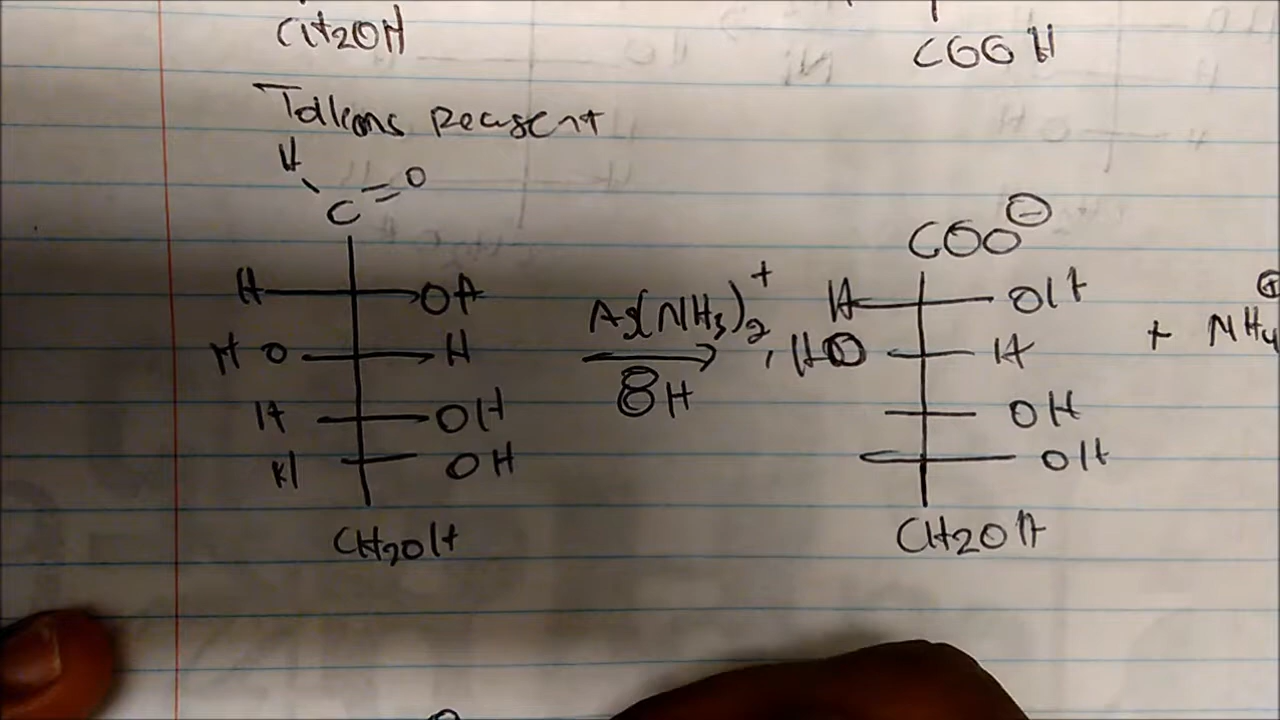 CH2OH COOH
Tollens Reagent
H
C = O COO⊖
H OH Ag(NH3)2+ H OH
HO H , HO H + NH4⊕
H OH ⊖OH OH
H OH OH
CH2OH CH2OH